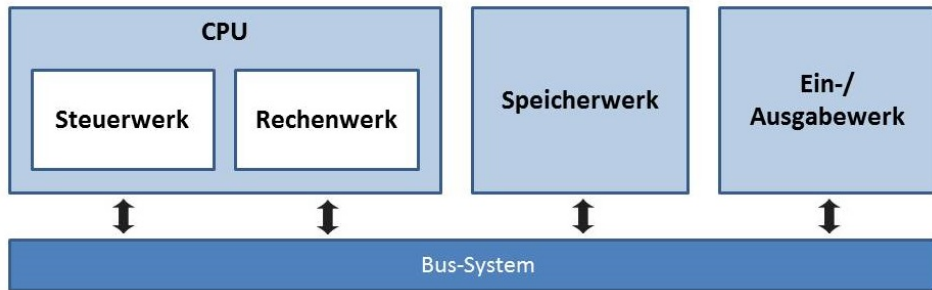 CPU
Steuerwerk
Rechenwerk
Speicherwerk
Ein-/
Ausgabewerk
Bus-System